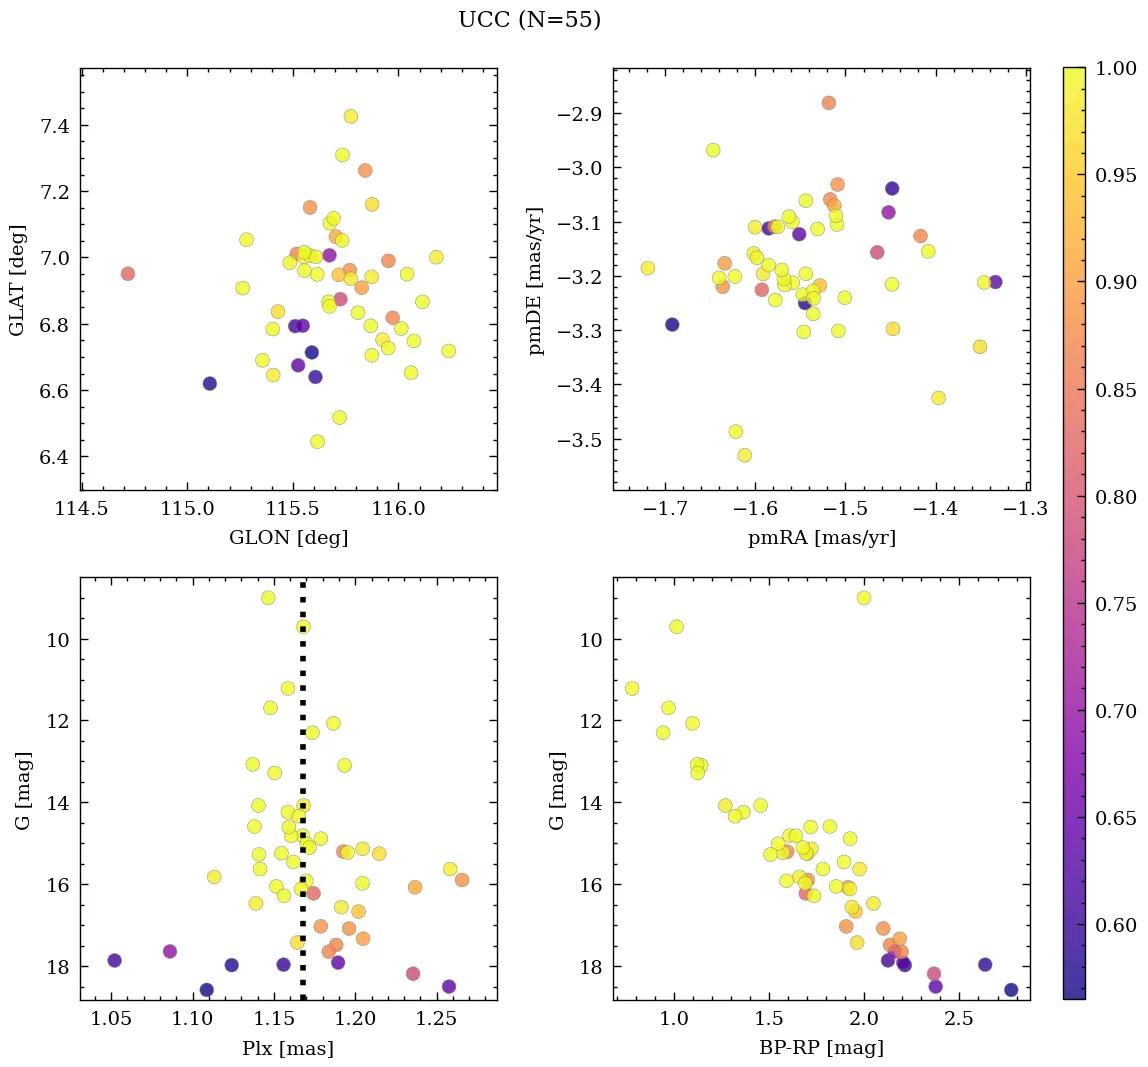 UCC (N=55)
7.4
7.2
7.0
6.8
6.6
6.4
GLAT [deg]
114.5 115.0 115.5 116.0
GLON [deg]
−2.9
−3.0
−3.1
−3.2
−3.3
−3.4
−3.5
pmDE [mas/yr]
−1.7 −1.6 −1.5 −1.4 −1.3
pmRA [mas/yr]
10
12
14
16
18
G [mag]
1.05 1.10 1.15 1.20 1.25
Plx [mas]
10
12
14
16
18
G [mag]
1.0 1.5 2.0 2.5
BP-RP [mag]
1.00
0.95
0.90
0.85
0.80
0.75
0.70
0.65
0.60